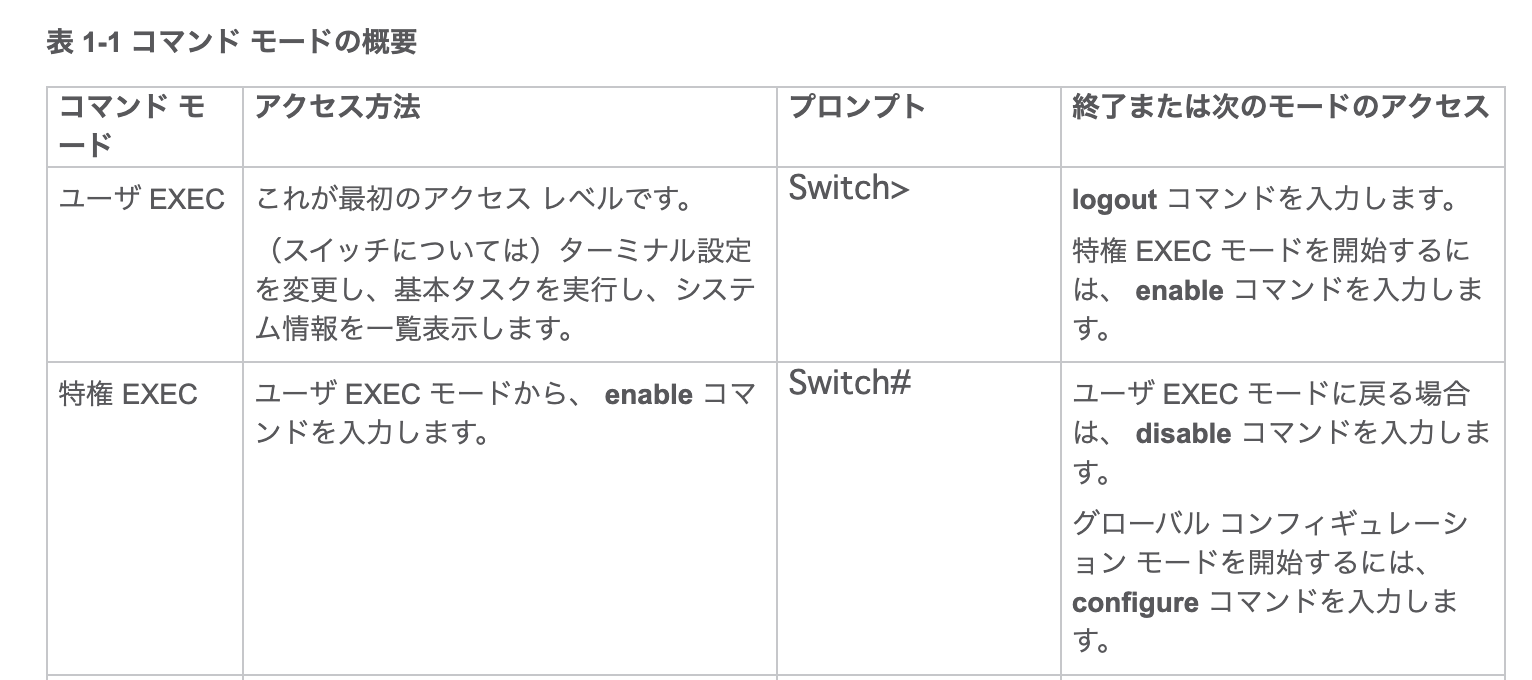 表 1-1 コマンド モードの概要
コマンド モ
ード
アクセス方法
プロンプト
終了または次のモードのアクセス
ユーザ EXEC
これが最初のアクセス レベルです。
（スイッチについては）ターミナル設定
を変更し、基本タスクを実行し、システ
ム情報を一覧表示します。
Switch>
logout コマンドを入力します。
特権 EXEC モードを開始するに
は、 enable コマンドを入力しま
す。
特権 EXEC
ユーザ EXEC モードから、 enable コマ
ンドを入力します。
Switch#
ユーザ EXEC モードに戻る場合
は、 disable コマンドを入力しま
す。
グローバル コンフィギュレーシ
ョン モードを開始するには、
configure コマンドを入力しま
す。